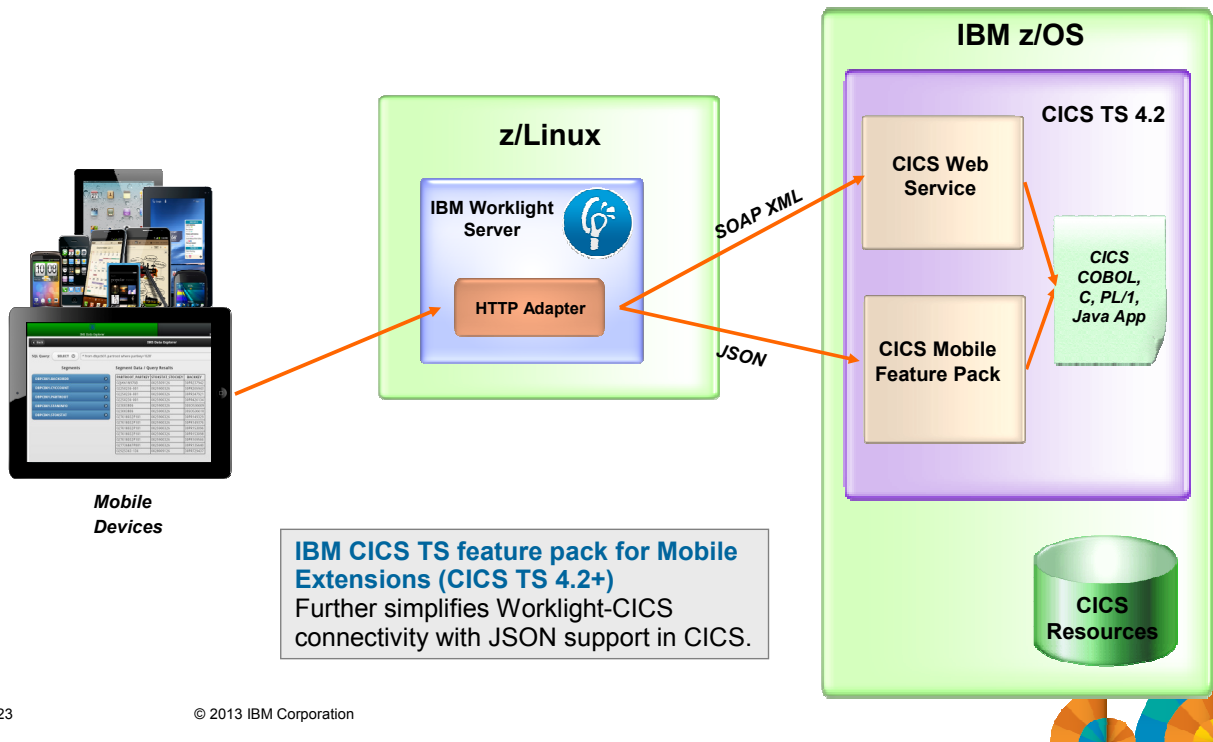 IBM z/OS
CICS TS 4.2
z/Linux
CICS Web
Service
IBM Worklight
Server
SOAP XML
HTTP Adapter
CICS
COBOL,
C, PL/1,
Java App
JSON
CICS Mobile
Feature Pack
Mobile
Devices
IBM CICS TS feature pack for Mobile
Extensions (CICS TS 4.2+)
Further simplifies Worklight-CICS
connectivity with JSON support in CICS.
CICS
Resources
23
© 2013 IBM Corporation